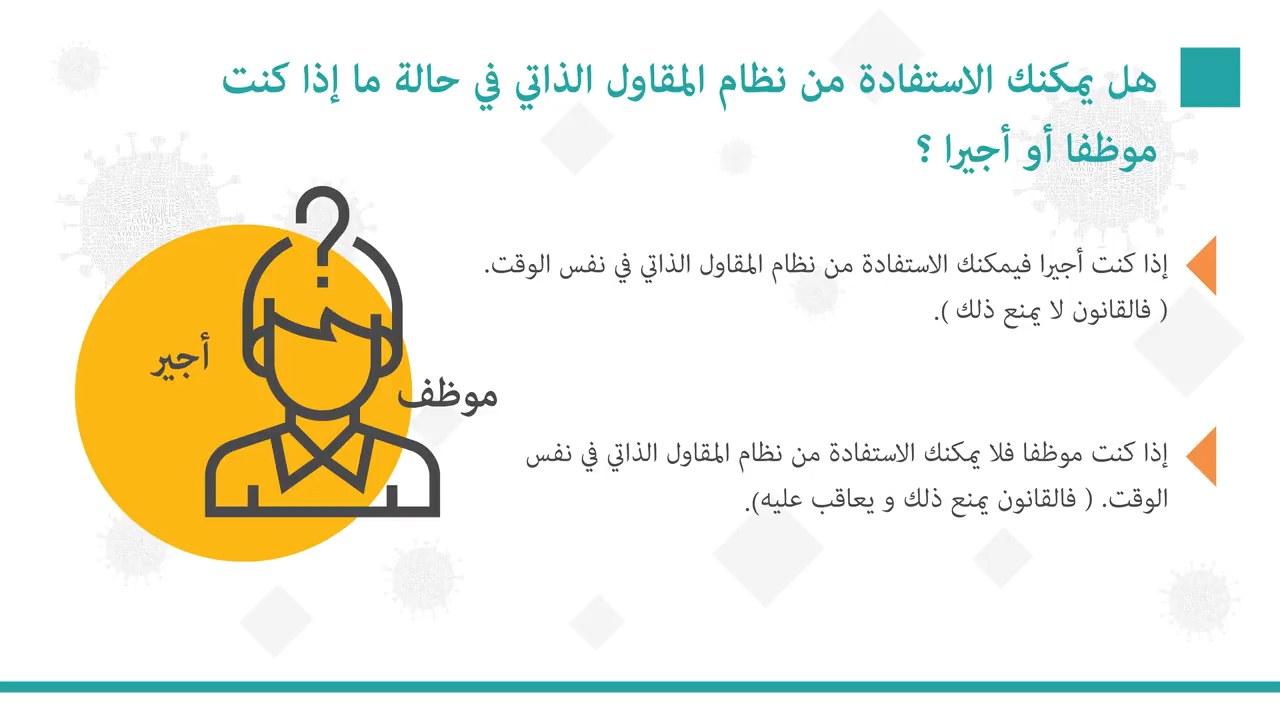 هل يمكنك الاستفادة من نظام المقاول الذاتي في حالة ما إذا كنت
موظفا أو أجيرا ؟
إذا كنت أجيرا فيمكنك الاستفادة من نظام المقاول الذاتي في نفس الوقت.
( فالقانون لا يمنع ذلك ).
أجير
موظف
إذا كنت موظفا فلا يمكنك الاستفادة من نظام المقاول الذاتي في نفس
الوقت. ( فالقانون يمنع ذلك و يعاقب عليه).